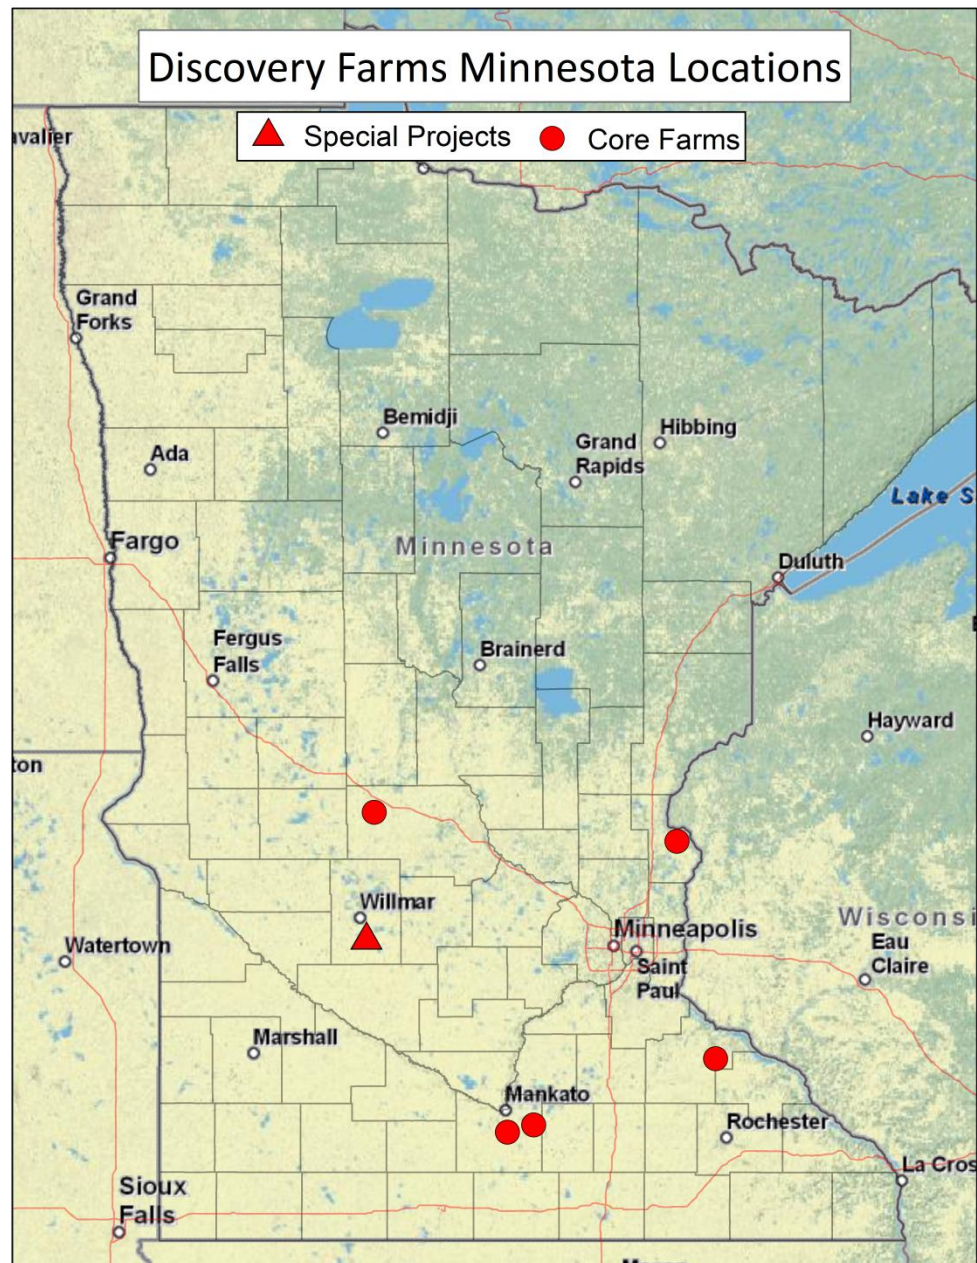 Discovery Farms Minnesota Locations
Special Projects
Core Farms
avalier
Grand
Forks
Bemidji
Hibbing
Grand
Rapids
Ada
Lake S
Fargo
Minnesota
Duluth
Fergus
Falls
Brainerd
Hayward
ton
Willmar
Wisconsi
Minneapolis
Watertown
Eau
Claire
Saint
Paul
Marshall
Mankato
Rochester
La Cros
Sioux
Falls